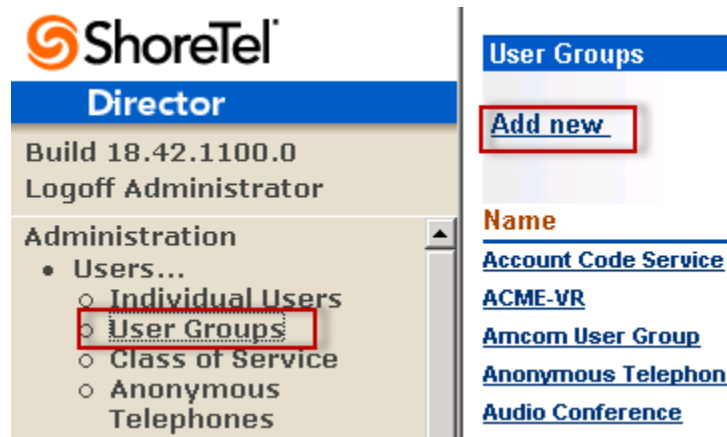 ShoreTel
Director
Build 18.42.1100.0
Logoff Administrator
Administration
• Users...
○ Individual Users
○ User Groups
○ Class of Service
○ Anonymous
Telephones
User Groups
Add new
Name
Account Code Service
ACME-VR
Amcom User Group
Anonymous Telephon
Audio Conference